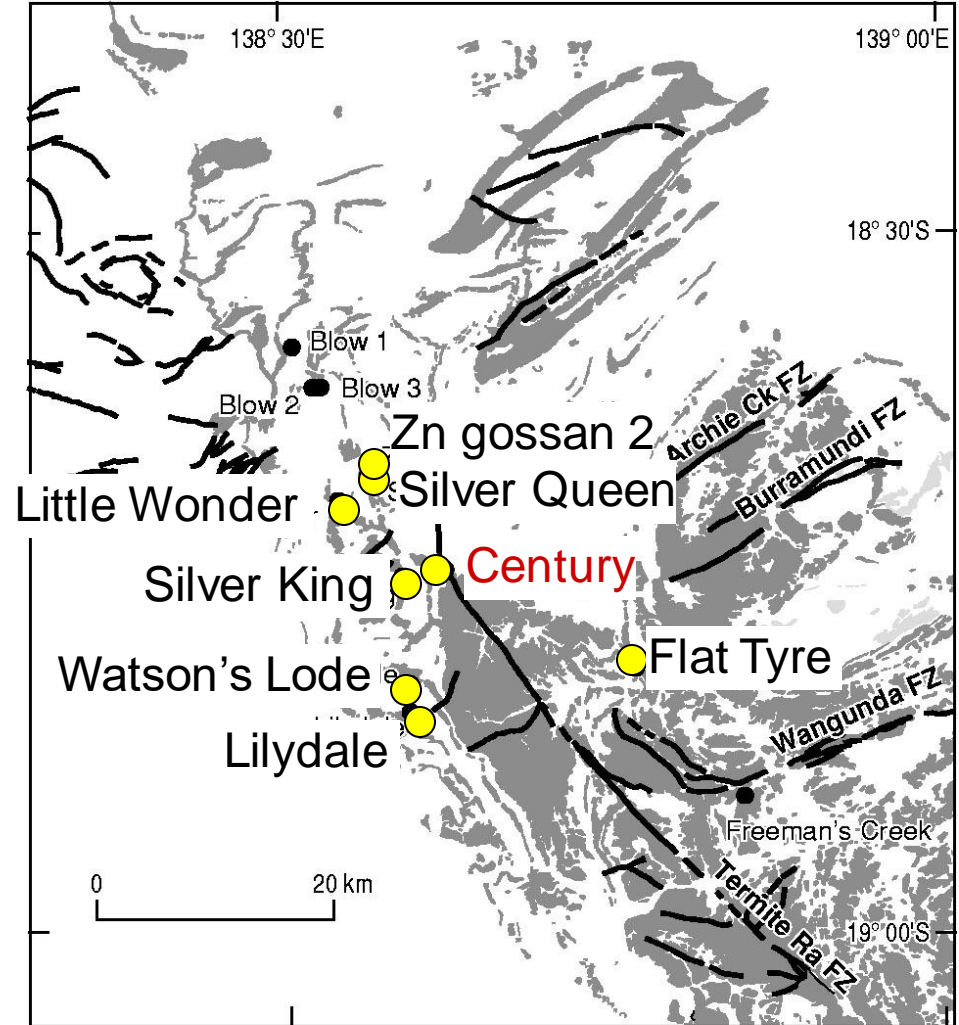 138° 30'E
139° 00'E
18° 30'S
Blow 1
Blow 3
Blow 2
Archie Ck FZ
Burramundi FZ
Zn gossan 2
Silver Queen
Little Wonder
Century
Silver King
Flat Tyre
Watson’s Lode
Wangunda FZ
Lilydale
Freeman's Creek
0 20 km
Termite Ra FZ
19° 00'S